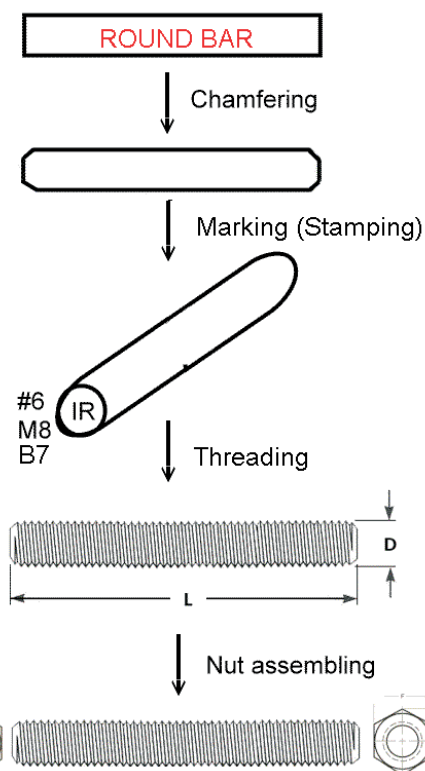 ROUND BAR
Chamfering
Marking (Stamping)
#6
IR
M8
B7
Threading
D
L
Nut assembling